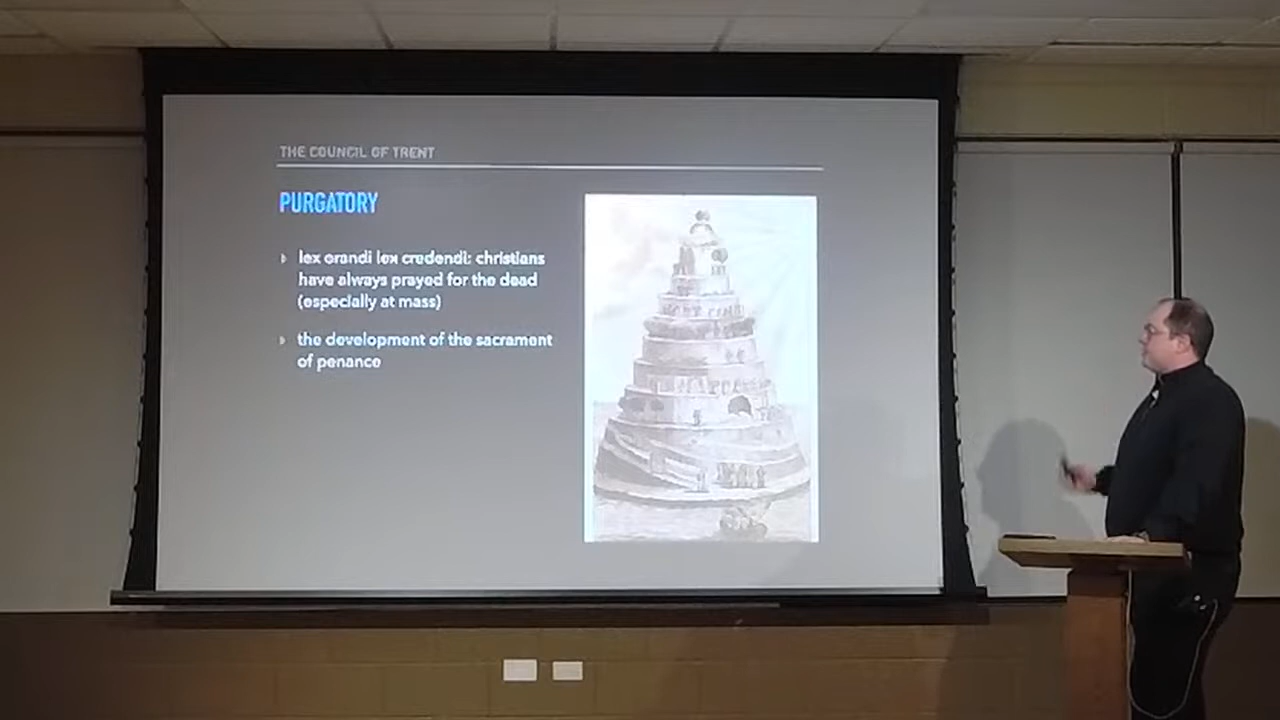 THE COUNCIL OF TRENT
PURGATORY
lex orandi lex credendi: christians
have always prayed for the dead
(especially at mass)
the development of the sacrament
of penance